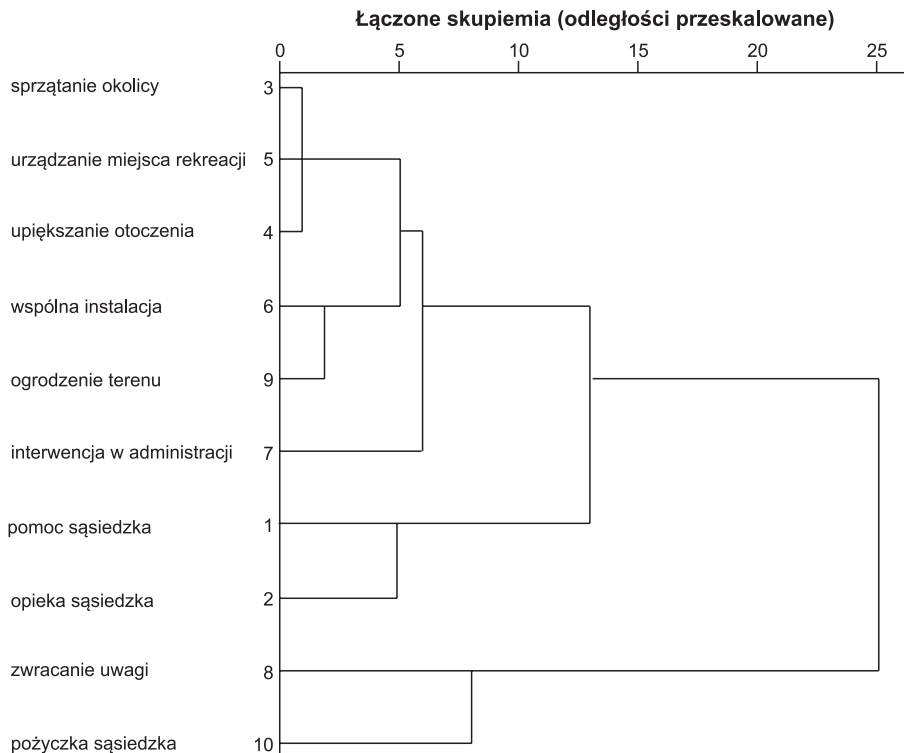 Łączone skupiemia (odległości przeskalowane)
0 5 10 15 20 25
sprzątanie okolicy 3
urządzanie miejsca rekreacji 5
upiększanie otoczenia 4
wspólna instalacja 6
ogrodzenie terenu 9
interwencja w administracji 7
pomoc sąsiedzka 1
opieka sąsiedzka 2
zwracanie uwagi 8
pożyczka sąsiedzka 10